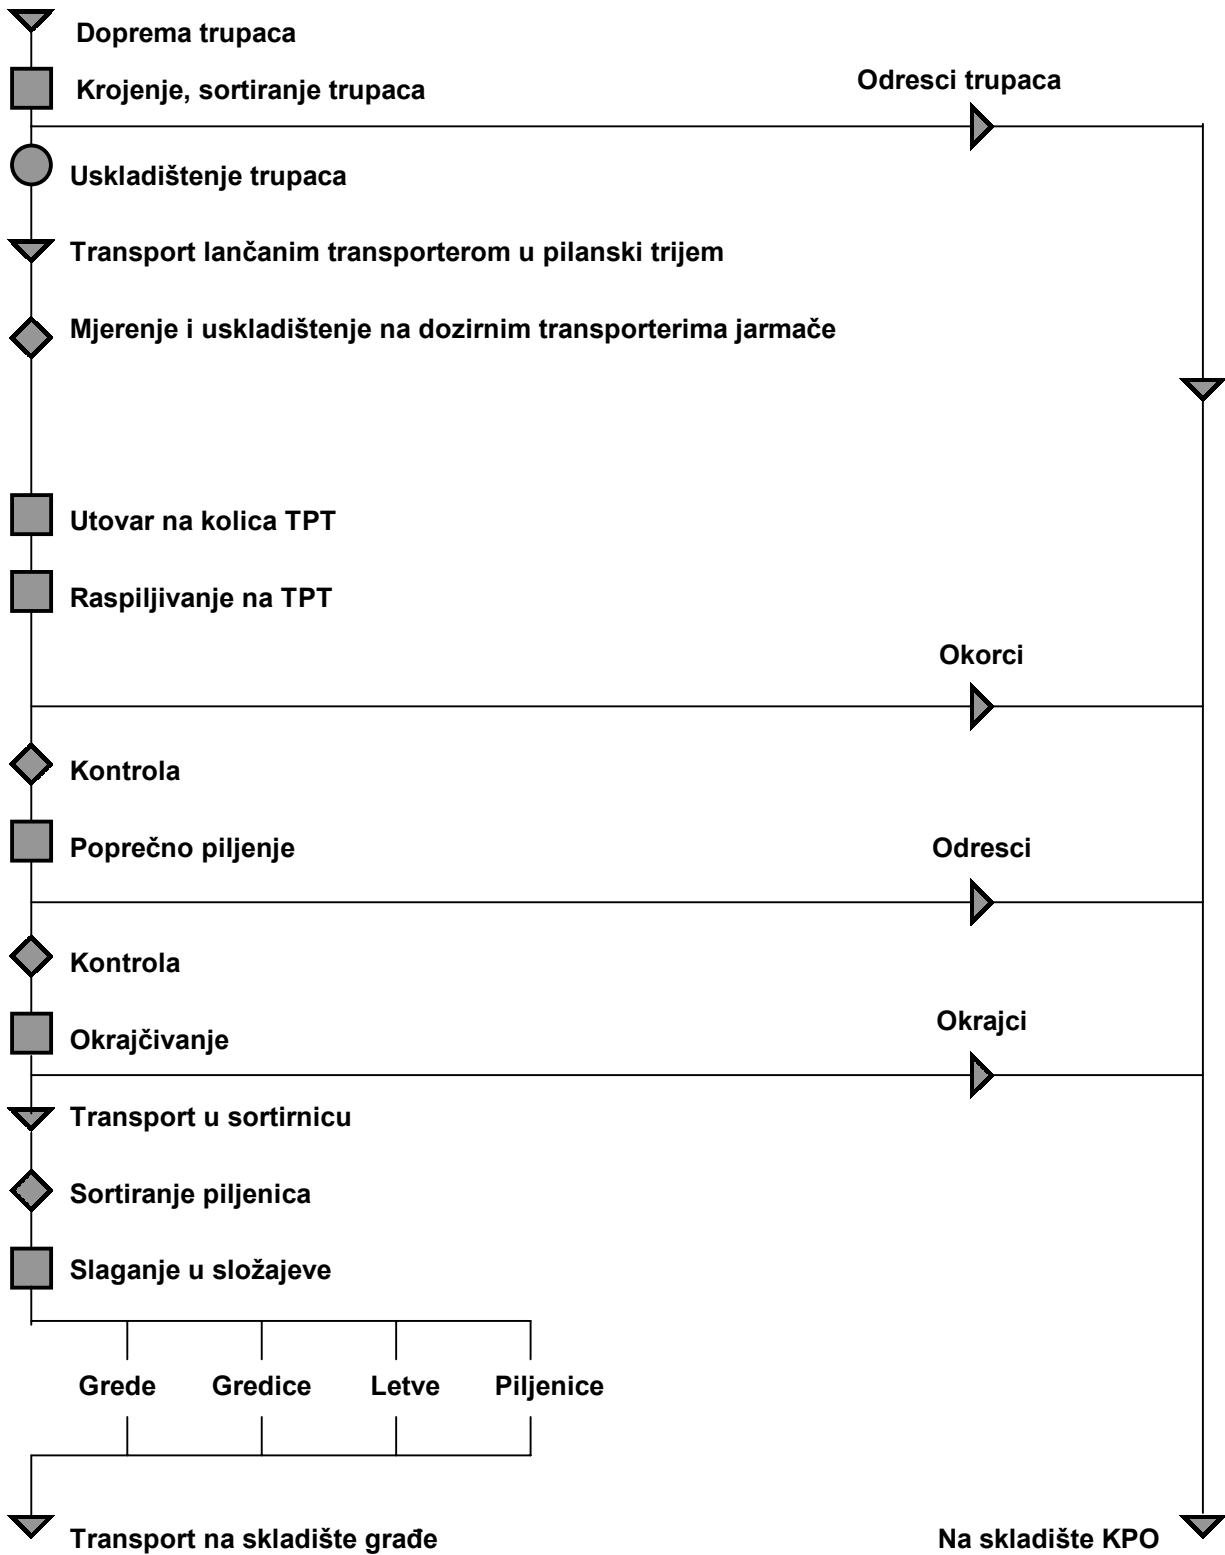 Doprema trupaca
Krojenje, sortiranje trupaca
Odresci trupaca
Uskladištenje trupaca
Transport lančanim transporterom u pilanski trijem
Mjerenje i uskladištenje na dozirnim transporterima jarmače
Utovar na kolica TPT
Raspiljivanje na TPT
Okorci
Kontrola
Poprečno piljenje
Odresci
Kontrola
Okrajčivanje
Okrajci
Transport u sortirnicu
Sortiranje piljenica
Slaganje u složajeve
Grede Gredice Letve Piljenice
Transport na skladište građe
Na skladište KPO